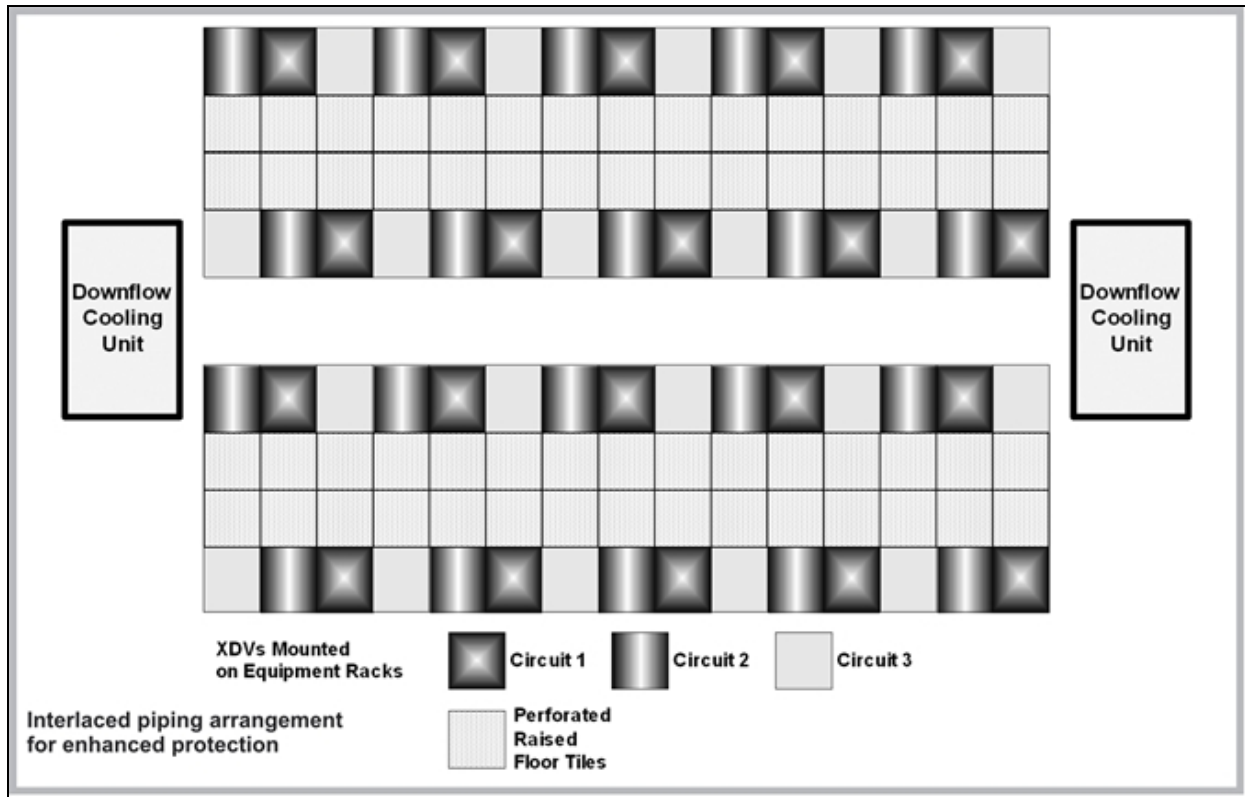 Downflow
Cooling
Unit
Downflow
Cooling
Unit
XDVs Mounted
on Equipment Racks
Circuit 1
Circuit 2
Circuit 3
Interlaced piping arrangement
for enhanced protection
Perforated
Raised
Floor Tiles